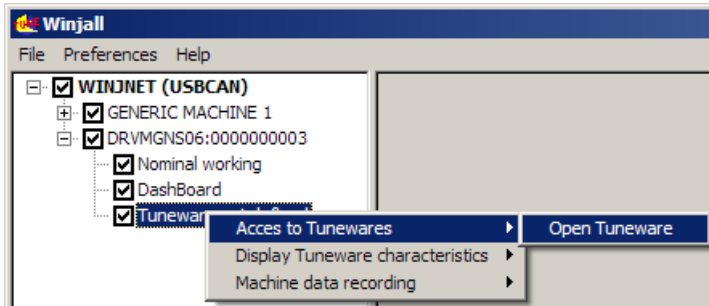 Winjall
File Preferences Help
WINJNET (USBCAN)
GENERIC MACHINE 1
DRVMGNS06:0000000003
Nominal working
DashBoard
Acces to Tunewares
Open Tuneware
Display Tuneware characteristics
Machine data recording